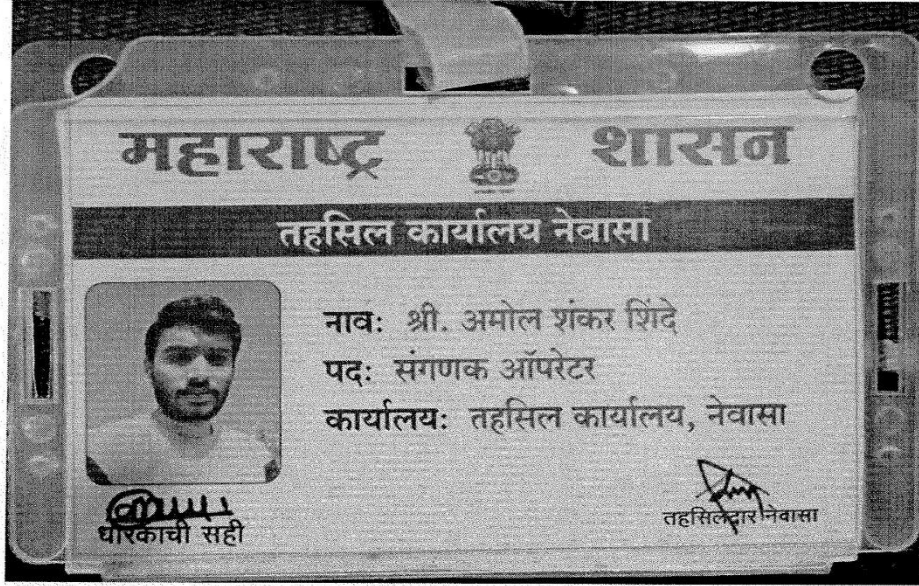 महाराष्ट्र शासन
तहसिल कार्यालय नेवासा
नावः श्री. अमोल शंकर शिंदे
पदः संगणक ऑपरेटर
कार्यालयः तहसिल कार्यालय, नेवासा
धारकाची सही
तहसिलदार नेवासा